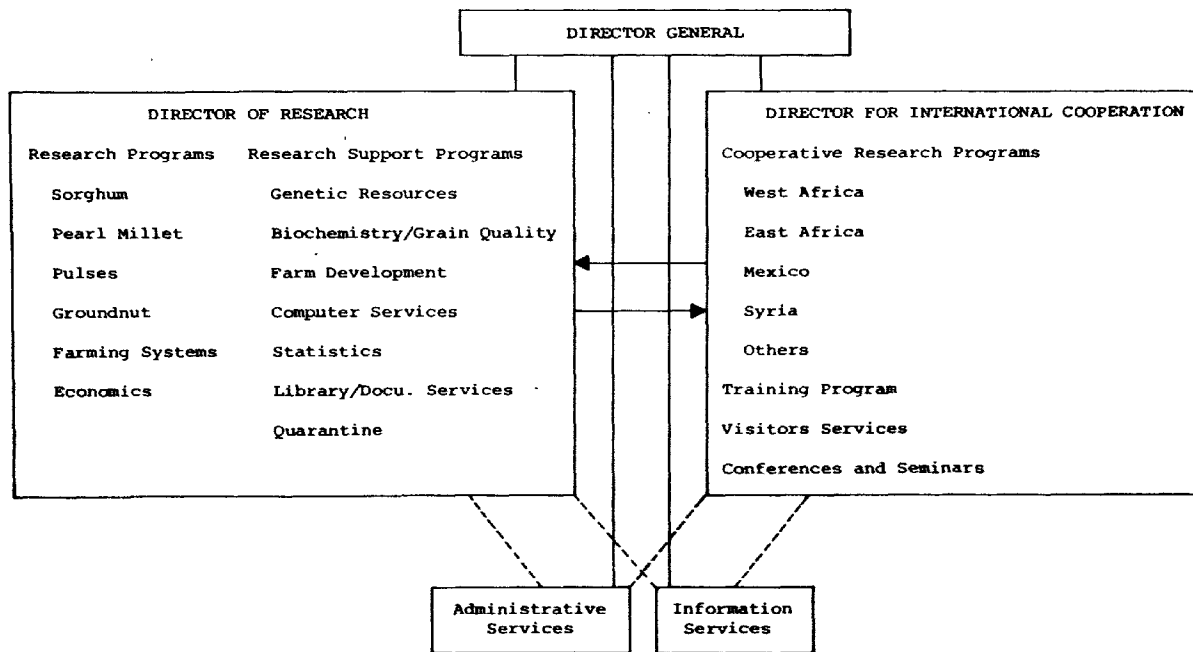 DIRECTOR GENERAL
DIRECTOR OF RESEARCH
Research Programs
Sorghum
Pearl Millet
Pulses
Groundnut
Farming Systems
Economics
Research Support Programs
Genetic Resources
Biochemistry/Grain Quality
Farm Development
Computer Services
Statistics
Library/Docu. Services
Quarantine
DIRECTOR FOR INTERNATIONAL COOPERATION
Cooperative Research Programs
West Africa
East Africa
Mexico
Syria
Others
Training Program
Visitors Services
Conferences and Seminars
Administrative
Services
Information
Services